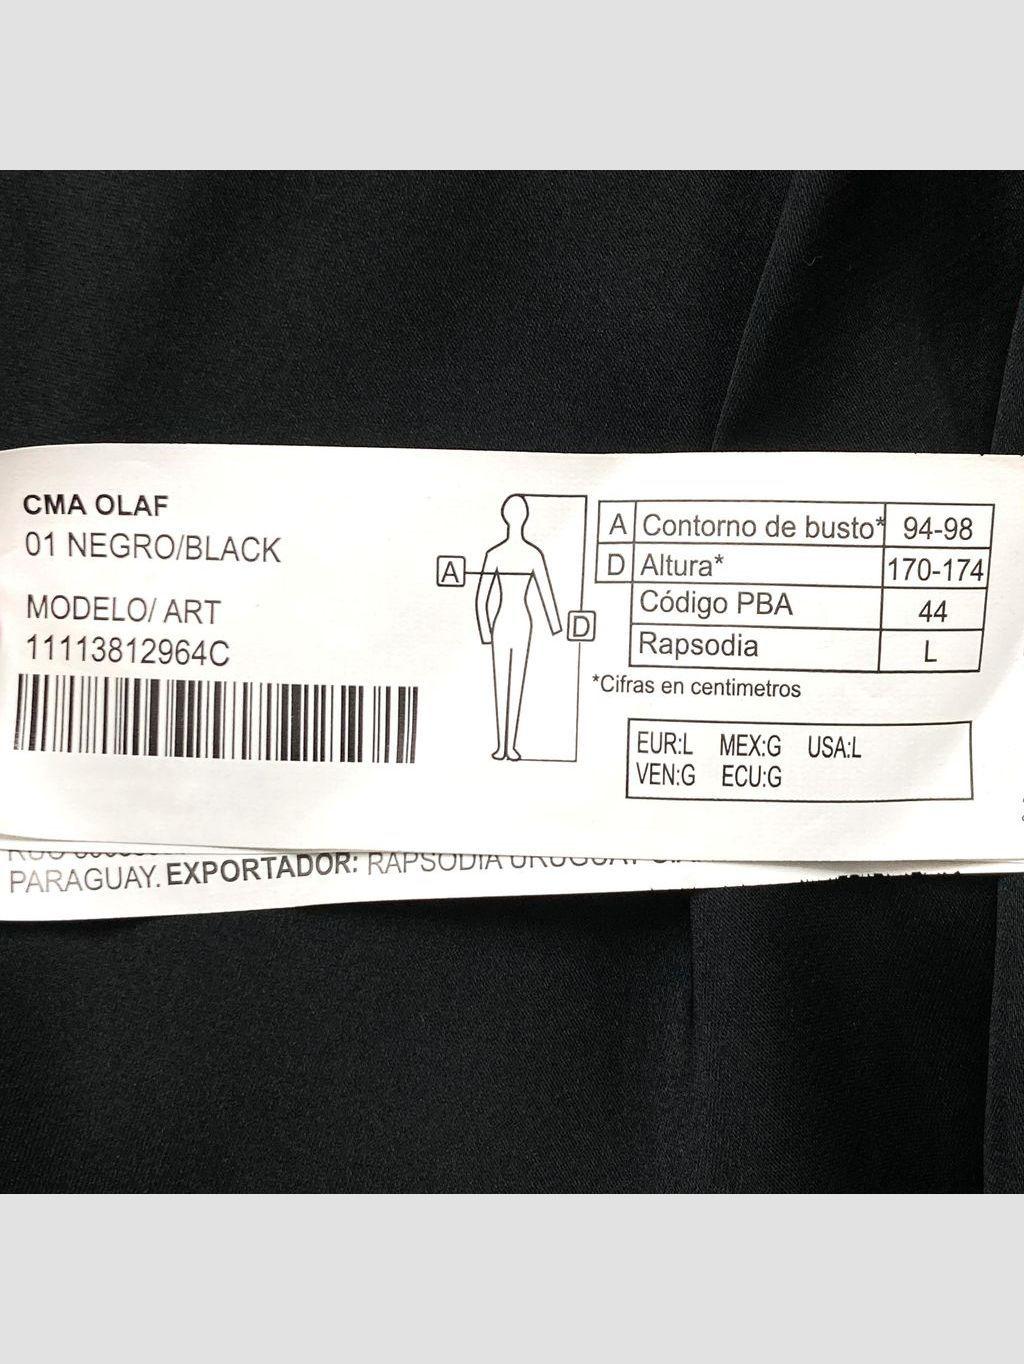 CMA OLAF
01 NEGRO/BLACK
MODELO/ ART
11113812964C
A
D
A Contorno de busto* 94-98
D Altura* 170-174
Código PBA 44
Rapsodia L
*Cifras en centimetros
EUR:L MEX:G USA:L
VEN:G ECU:G
PARAGUAY. EXPORTADOR: RAPSODIA